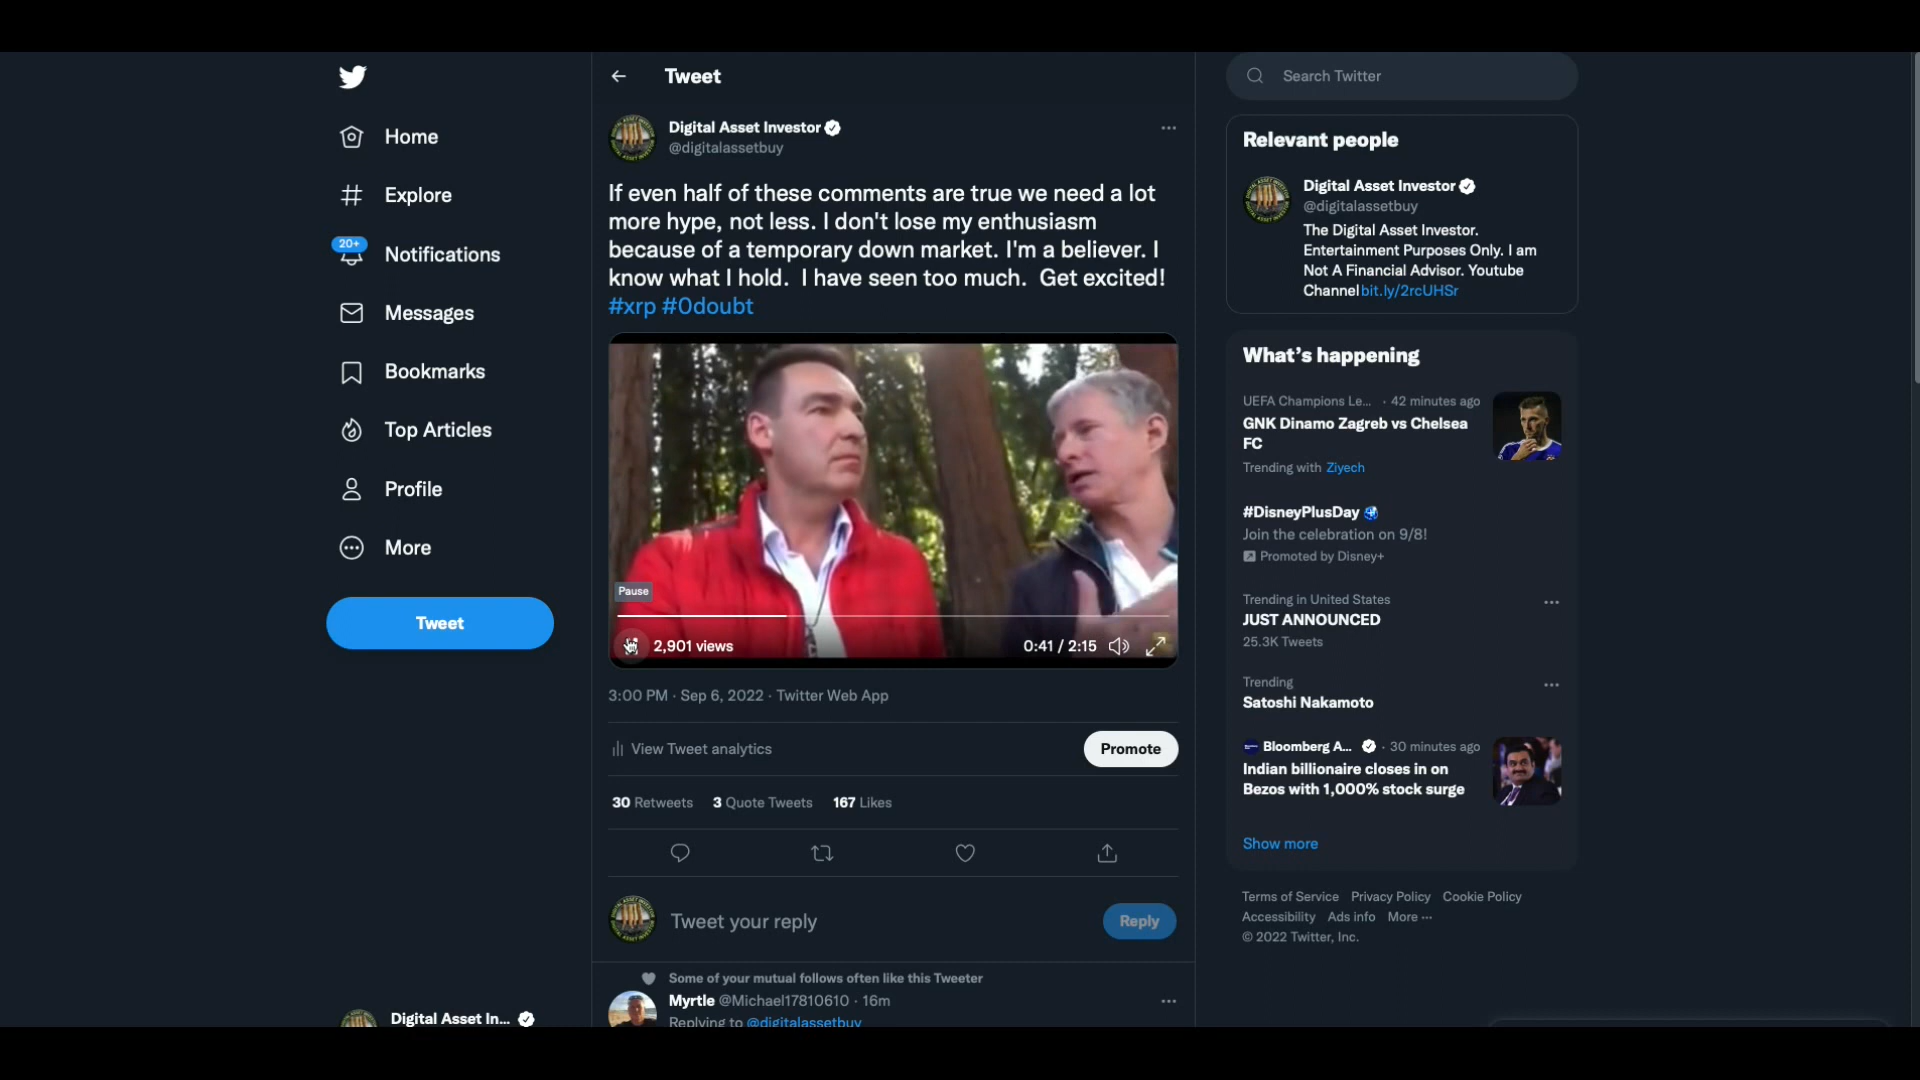 Home
Explore
20+
Notifications
Messages
Bookmarks
Top Articles
Profile
More
Tweet
Digital Asset In...
Tweet
Digital Asset Investor
@digitalassetbuy
If even half of these comments are true we need a lot
more hype, not less. I don't lose my enthusiasm
because of a temporary down market. I'm a believer. I
know what I hold.  I have seen too much.  Get excited!
#xrp #0doubt
Pause
2,901 views
0:41 / 2:15
3:00 PM · Sep 6, 2022 · Twitter Web App
View Tweet analytics
Promote
30 Retweets 3 Quote Tweets 167 Likes
Tweet your reply
Reply
Some of your mutual follows often like this Tweeter
Myrtle @Michael17810610 · 16m
Replying to @digitalassetbuy
Search Twitter
Relevant people
Digital Asset Investor
@digitalassetbuy
The Digital Asset Investor.
Entertainment Purposes Only. I am
Not A Financial Advisor. Youtube
Channel bit.ly/2rcUHSr
What's happening
UEFA Champions Le... · 42 minutes ago
GNK Dinamo Zagreb vs Chelsea
FC
Trending with Ziyech
#DisneyPlusDay
Join the celebration on 9/8!
Promoted by Disney+
Trending in United States
JUST ANNOUNCED
25.3K Tweets
Trending
Satoshi Nakamoto
Bloomberg A... · 30 minutes ago
Indian billionaire closes in on
Bezos with 1,000% stock surge
Show more
Terms of Service Privacy Policy Cookie Policy
Accessibility Ads info More ...
© 2022 Twitter, Inc.